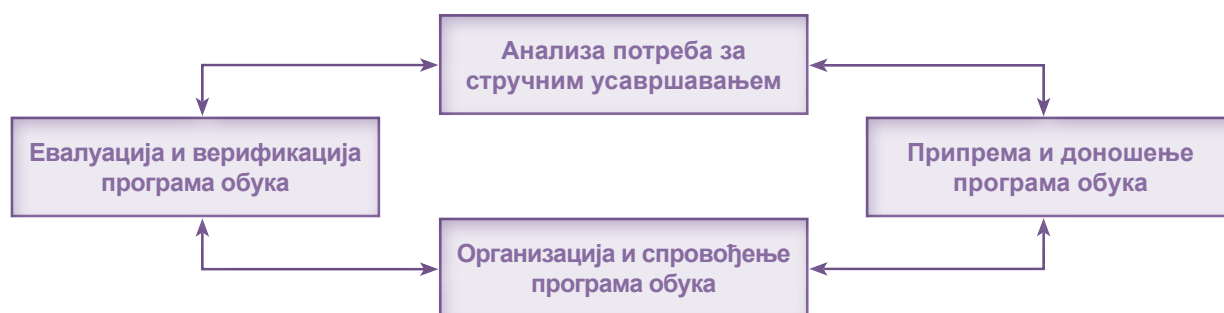 Анализа потреба за
стручним усавршавањем
Евалуација и верификација
програма обука
Припрема и доношење
програма обука
Организација и спровођење
програма обука